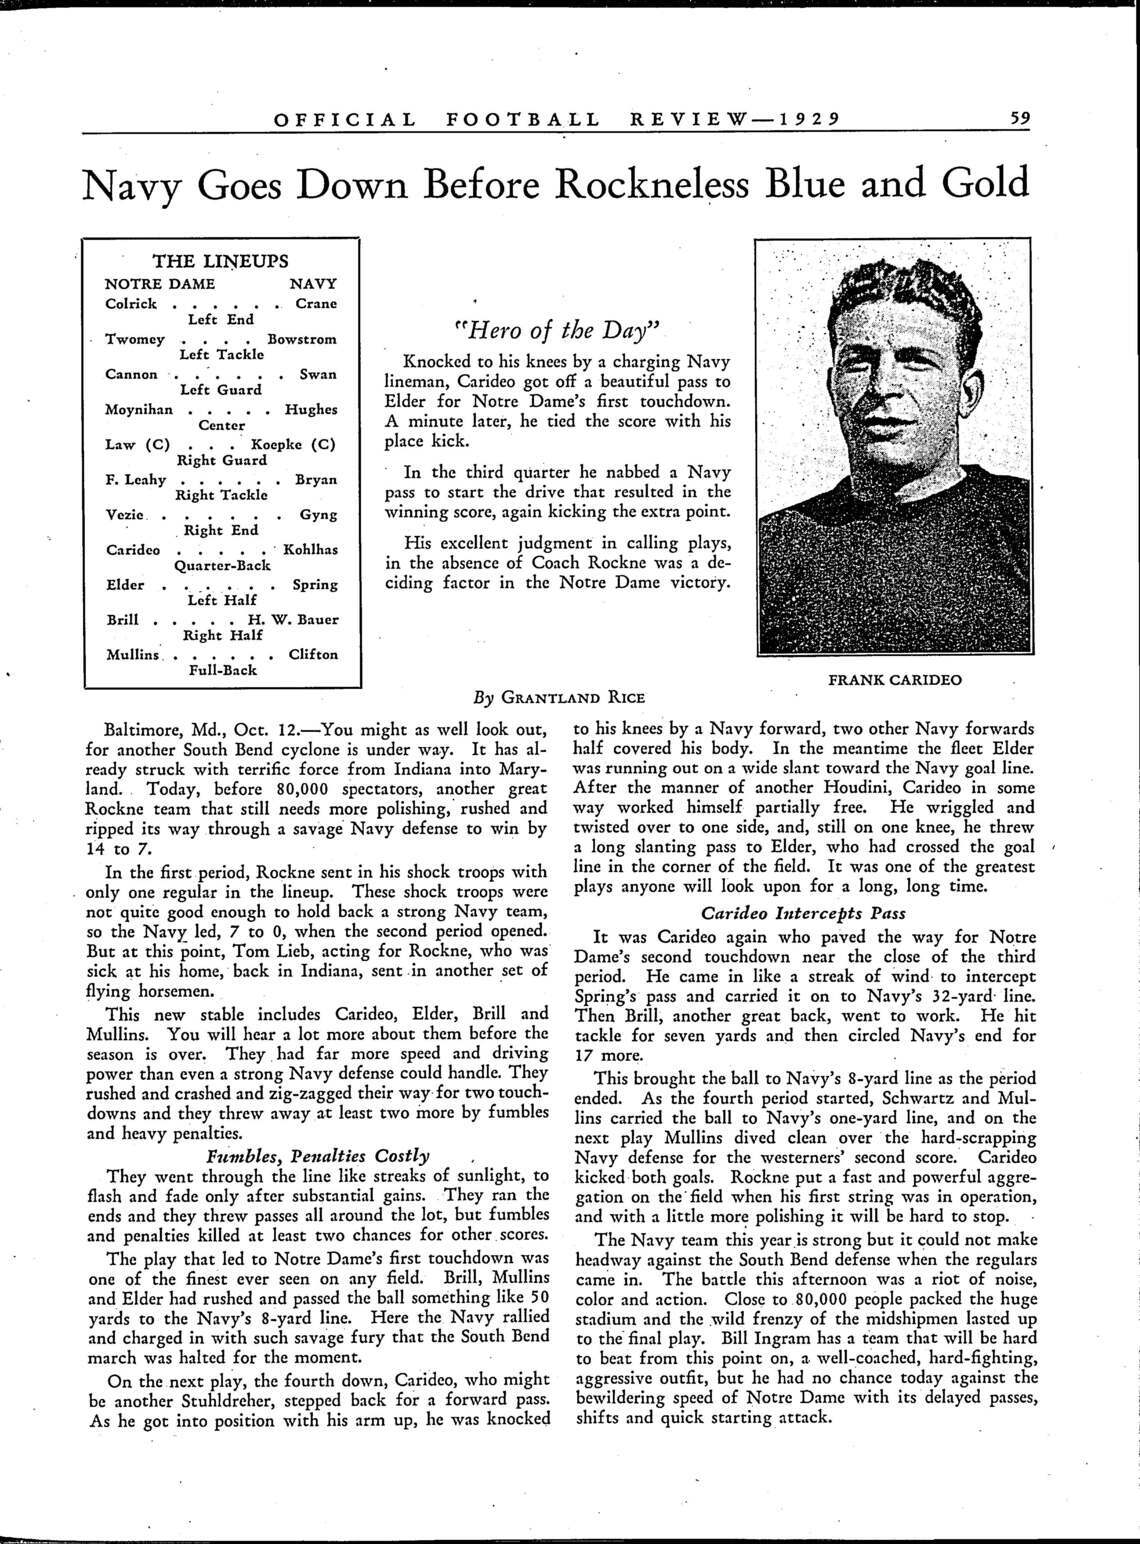 OFFICIAL FOOTBALL REVIEW—1929 59
Navy Goes Down Before Rockneless Blue and Gold
THE LINEUPS
NOTRE DAME NAVY
Colrick . . . . . . Crane
Left End
Twomey . . . . Bowstrom
Left Tackle
Cannon . . . . . . Swan
Left Guard
Moynihan . . . . . Hughes
Center
Law (C) . . . Koepke (C)
Right Guard
F. Leahy . . . . . . Bryan
Right Tackle
Vezie . . . . . . . Gyng
Right End
Carideo . . . . . Kohlhas
Quarter-Back
Elder . . . . . . Spring
Left Half
Brill . . . . . H. W. Bauer
Right Half
Mullins . . . . . . Clifton
Full-Back
"Hero of the Day"
Knocked to his knees by a charging Navy
lineman, Carideo got off a beautiful pass to
Elder for Notre Dame's first touchdown.
A minute later, he tied the score with his
place kick.
In the third quarter he nabbed a Navy
pass to start the drive that resulted in the
winning score, again kicking the extra point.
His excellent judgment in calling plays,
in the absence of Coach Rockne was a de-
ciding factor in the Notre Dame victory.
FRANK CARIDEO
By GRANTLAND RICE
Baltimore, Md., Oct. 12.—You might as well look out,
for another South Bend cyclone is under way. It has al-
ready struck with terrific force from Indiana into Mary-
land. Today, before 80,000 spectators, another great
Rockne team that still needs more polishing, rushed and
ripped its way through a savage Navy defense to win by
14 to 7.
In the first period, Rockne sent in his shock troops with
only one regular in the lineup. These shock troops were
not quite good enough to hold back a strong Navy team,
so the Navy led, 7 to 0, when the second period opened.
But at this point, Tom Lieb, acting for Rockne, who was
sick at his home, back in Indiana, sent in another set of
flying horsemen.
This new stable includes Carideo, Elder, Brill and
Mullins. You will hear a lot more about them before the
season is over. They had far more speed and driving
power than even a strong Navy defense could handle. They
rushed and crashed and zig-zagged their way for two touch-
downs and they threw away at least two more by fumbles
and heavy penalties.
Fumbles, Penalties Costly
They went through the line like streaks of sunlight, to
flash and fade only after substantial gains. They ran the
ends and they threw passes all around the lot, but fumbles
and penalties killed at least two chances for other scores.
The play that led to Notre Dame's first touchdown was
one of the finest ever seen on any field. Brill, Mullins
and Elder had rushed and passed the ball something like 50
yards to the Navy's 8-yard line. Here the Navy rallied
and charged in with such savage fury that the South Bend
march was halted for the moment.
On the next play, the fourth down, Carideo, who might
be another Stuhldreher, stepped back for a forward pass.
As he got into position with his arm up, he was knocked
to his knees by a Navy forward, two other Navy forwards
half covered his body. In the meantime the fleet Elder
was running out on a wide slant toward the Navy goal line.
After the manner of another Houdini, Carideo in some
way worked himself partially free. He wriggled and
twisted over to one side, and, still on one knee, he threw
a long slanting pass to Elder, who had crossed the goal
line in the corner of the field. It was one of the greatest
plays anyone will look upon for a long, long time.
Carideo Intercepts Pass
It was Carideo again who paved the way for Notre
Dame's second touchdown near the close of the third
period. He came in like a streak of wind to intercept
Spring's pass and carried it on to Navy's 32-yard line.
Then Brill, another great back, went to work. He hit
tackle for seven yards and then circled Navy's end for
17 more.
This brought the ball to Navy's 8-yard line as the period
ended. As the fourth period started, Schwartz and Mul-
lins carried the ball to Navy's one-yard line, and on the
next play Mullins dived clean over the hard-scrapping
Navy defense for the westerners' second score. Carideo
kicked both goals. Rockne put a fast and powerful aggre-
gation on the field when his first string was in operation,
and with a little more polishing it will be hard to stop.
The Navy team this year is strong but it could not make
headway against the South Bend defense when the regulars
came in. The battle this afternoon was a riot of noise,
color and action. Close to 80,000 people packed the huge
stadium and the wild frenzy of the midshipmen lasted up
to the final play. Bill Ingram has a team that will be hard
to beat from this point on, a well-coached, hard-fighting,
aggressive outfit, but he had no chance today against the
bewildering speed of Notre Dame with its delayed passes,
shifts and quick starting attack.